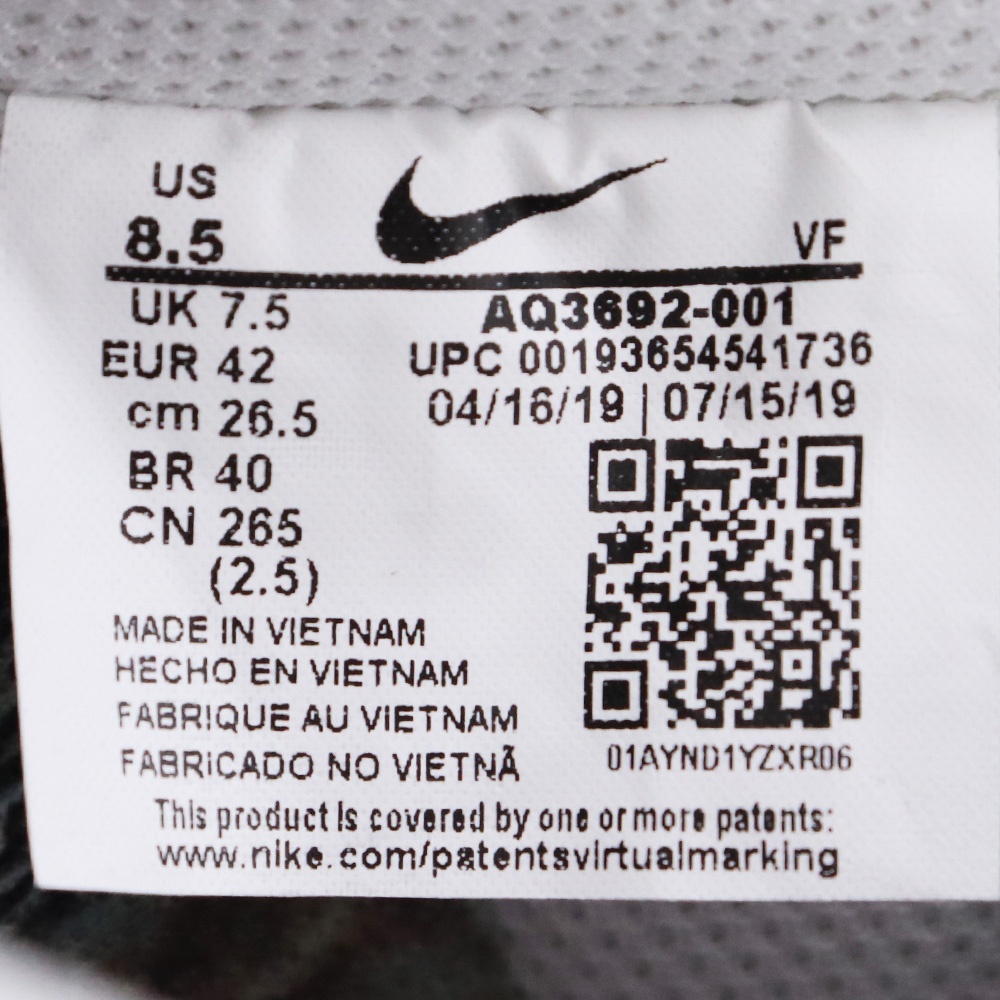 US
8.5
VF
UK 7.5
AQ3692-001
EUR 42
UPC 00193654541736
cm 26.5
04/16/19 | 07/15/19
BR 40
CN 265
(2.5)
MADE IN VIETNAM
HECHO EN VIETNAM
FABRIQUE AU VIETNAM
FABRICADO NO VIETNÃ
01AYND1YZXR06
This product is covered by one or more patents:
www.nike.com/patentsvirtualmarking